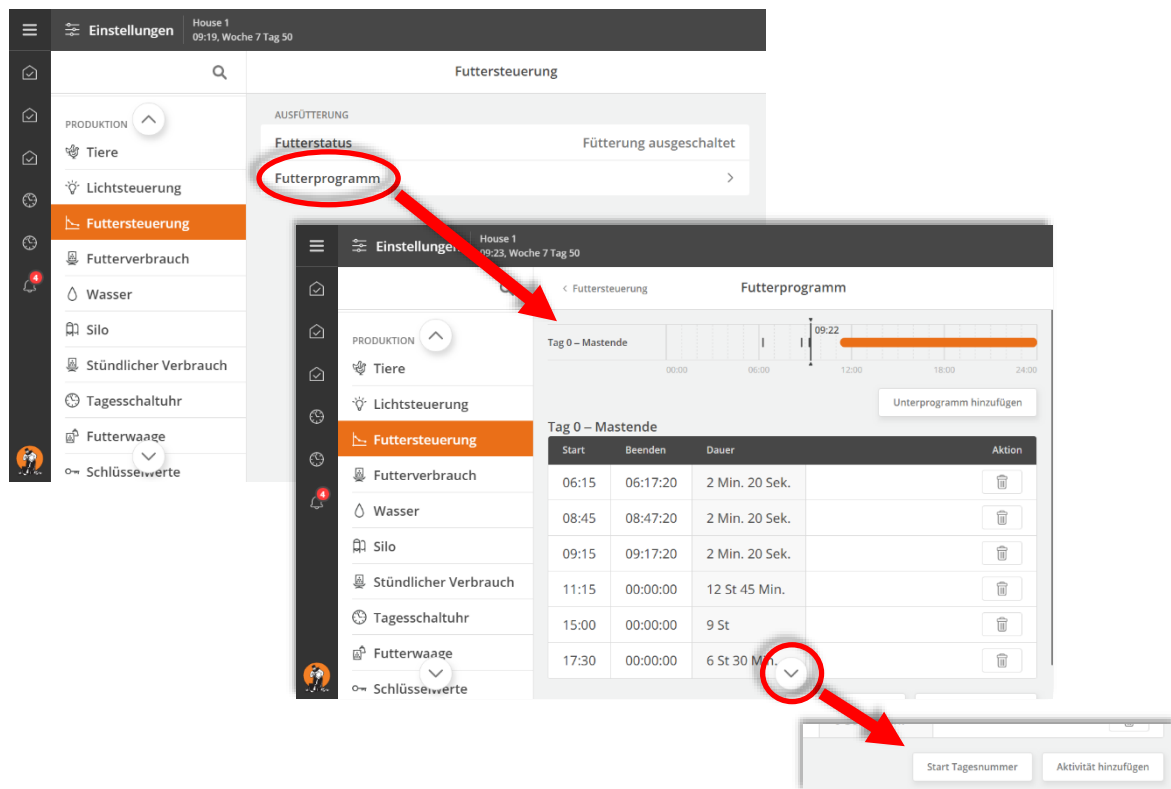 Einstellungen
House 1
09:19, Woche 7 Tag 50
Futtersteuerung
PRODUKTION
Tiere
Lichtsteuerung
Futtersteuerung
Futterverbrauch
Wasser
Silo
Stündlicher Verbrauch
Tagesschaltuhr
Futterwaage
Schlüsselwerte
4
AUSFÜTTERUNG
Futterstatus Fütterung ausgeschaltet
Futterprogramm
Einstellungen
House 1
09:23, Woche 7 Tag 50
Futtersteuerung Futterprogramm
PRODUKTION
Tiere
Lichtsteuerung
Futtersteuerung
Futterverbrauch
Wasser
Silo
Stündlicher Verbrauch
Tagesschaltuhr
Futterwaage
Schlüsselwerte
4
09:22
Tag 0 – Mastende
00:00 06:00 12:00 18:00 24:00
Unterprogramm hinzufügen
Tag 0 – Mastende
Start Beenden Dauer Aktion
06:15 06:17:20 2 Min. 20 Sek.
08:45 08:47:20 2 Min. 20 Sek.
09:15 09:17:20 2 Min. 20 Sek.
11:15 00:00:00 12 St 45 Min.
15:00 00:00:00 9 St
17:30 00:00:00 6 St 30 Min.
Start Tagesnummer Aktivität hinzufügen